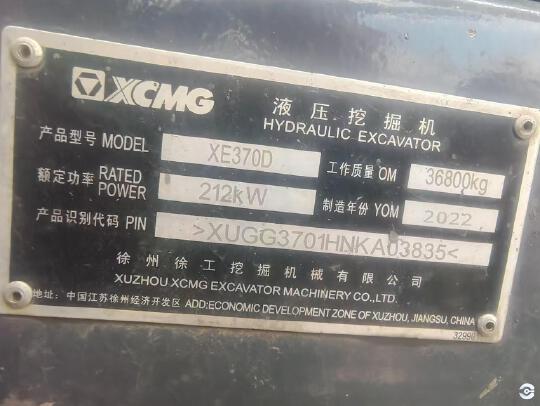 XCMG
液压挖掘机
HYDRAULIC EXCAVATOR
产品型号 MODEL XE370D 工作质量 OM 36800kg
额定功率 RATED POWER 212kW 制造年份 YOM 2022
产品识别代码 PIN >XUGG3701HNKA03835<
徐州徐工挖掘机械有限公司
XUZHOU XCMG EXCAVATOR MACHINERY CO.,LTD.
地址: 中国江苏徐州经济开发区 ADD:ECONOMIC DEVELOPMENT ZONE OF XUZHOU, JIANGSU, CHINA